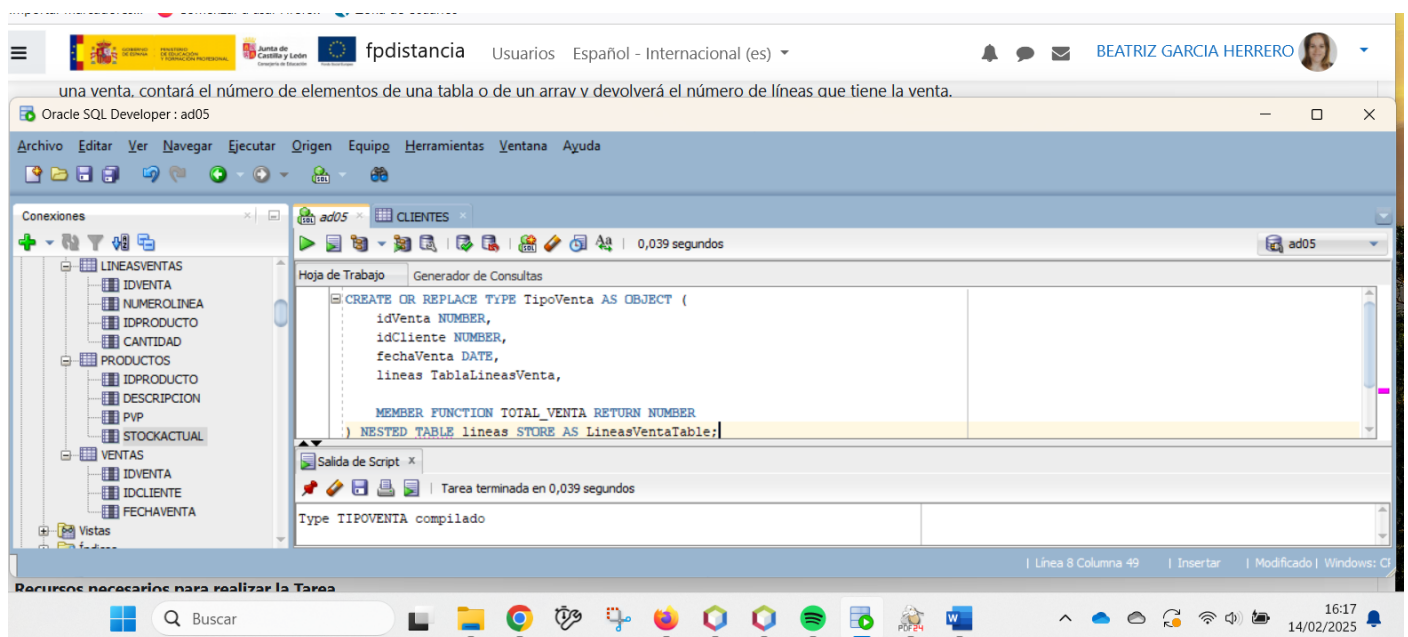 fpdistancia Usuarios Español - Internacional (es) BEATRIZ GARCIA HERRERO
Junta de
Castilla y León
una venta, contará el número de elementos de una tabla o de un array y devolverá el número de líneas que tiene la venta.
Oracle SQL Developer : ad05
Archivo Editar Ver Navegar Ejecutar Origen Equipo Herramientas Ventana Ayuda
Conexiones
LINEASVENTAS
IDVENTA
NUMEROLINEA
IDPRODUCTO
CANTIDAD
PRODUCTOS
IDPRODUCTO
DESCRIPCION
PVP
STOCKACTUAL
VENTAS
IDVENTA
IDCLIENTE
FECHAVENTA
Vistas
ad05 CLIENTES
0,039 segundos
ad05
Hoja de Trabajo Generador de Consultas
CREATE OR REPLACE TYPE TipoVenta AS OBJECT (
idVenta NUMBER,
idCliente NUMBER,
fechaVenta DATE,
lineas TablaLineasVenta,
MEMBER FUNCTION TOTAL_VENTA RETURN NUMBER
) NESTED TABLE lineas STORE AS LineasVentaTable;
Salida de Script
Tarea terminada en 0,039 segundos
Type TIPOVENTA compilado
Línea 8 Columna 49 | Insertar | Modificado | Windows:
Recursos necesarios para realizar la Tarea
Buscar
16:17
14/02/2025